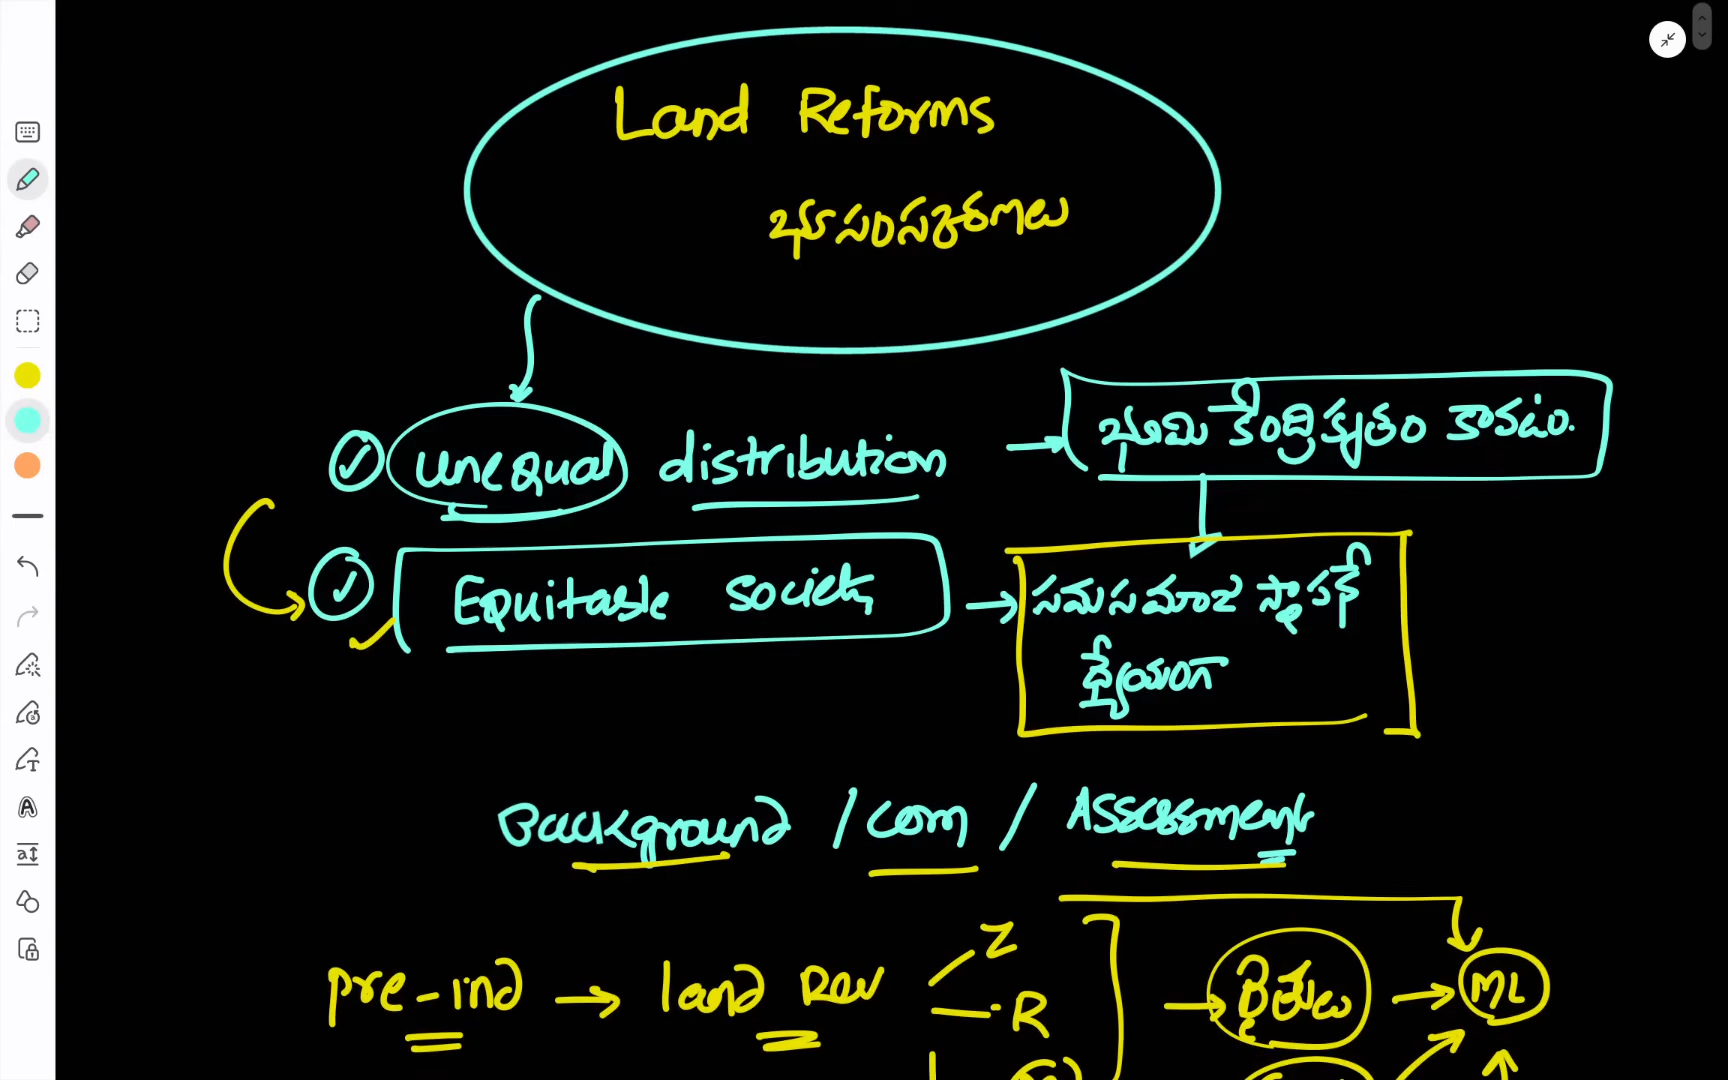 Land Reforms
భూసంస్కరణలు
unequal distribution → భూమి కేంద్రీకృతం కావడం.
Equitable Society → సమసమాజ స్థాపన
ధ్యేయంగా
Background / com / Assessment
pre-ind → land Rev Z
R → రైతులు → ML